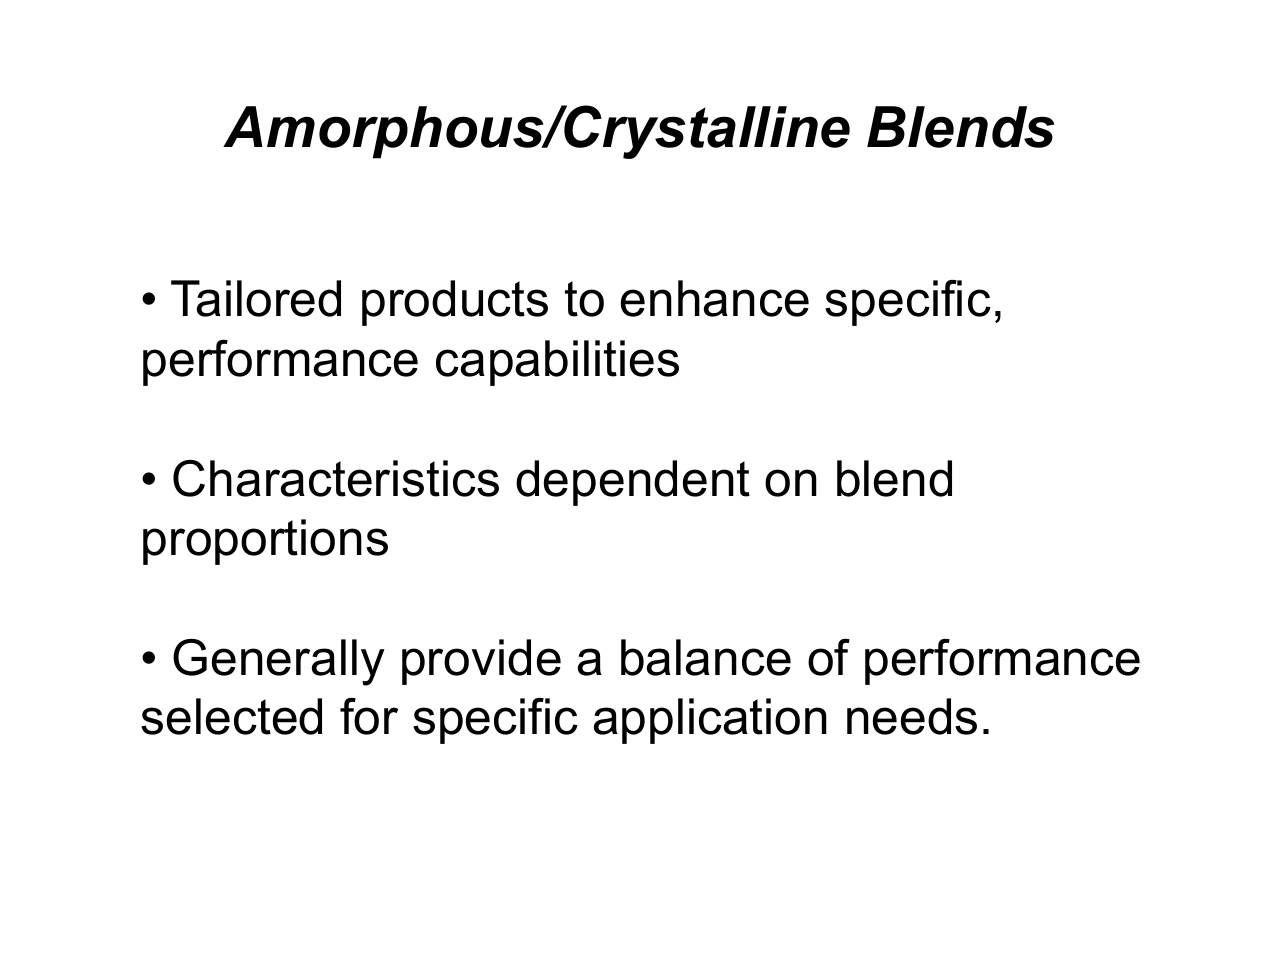 Amorphous/Crystalline Blends
• Tailored products to enhance specific,
performance capabilities
• Characteristics dependent on blend
proportions
• Generally provide a balance of performance
selected for specific application needs.